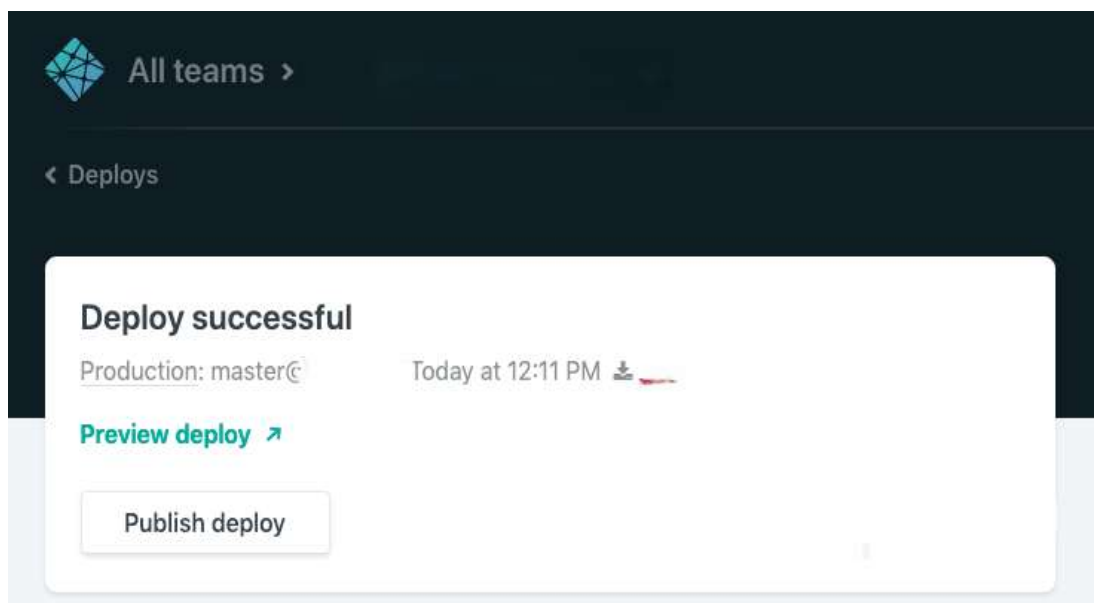 All teams >
< Deploys
Deploy successful
Production: master@ Today at 12:11 PM
Preview deploy ↗
Publish deploy